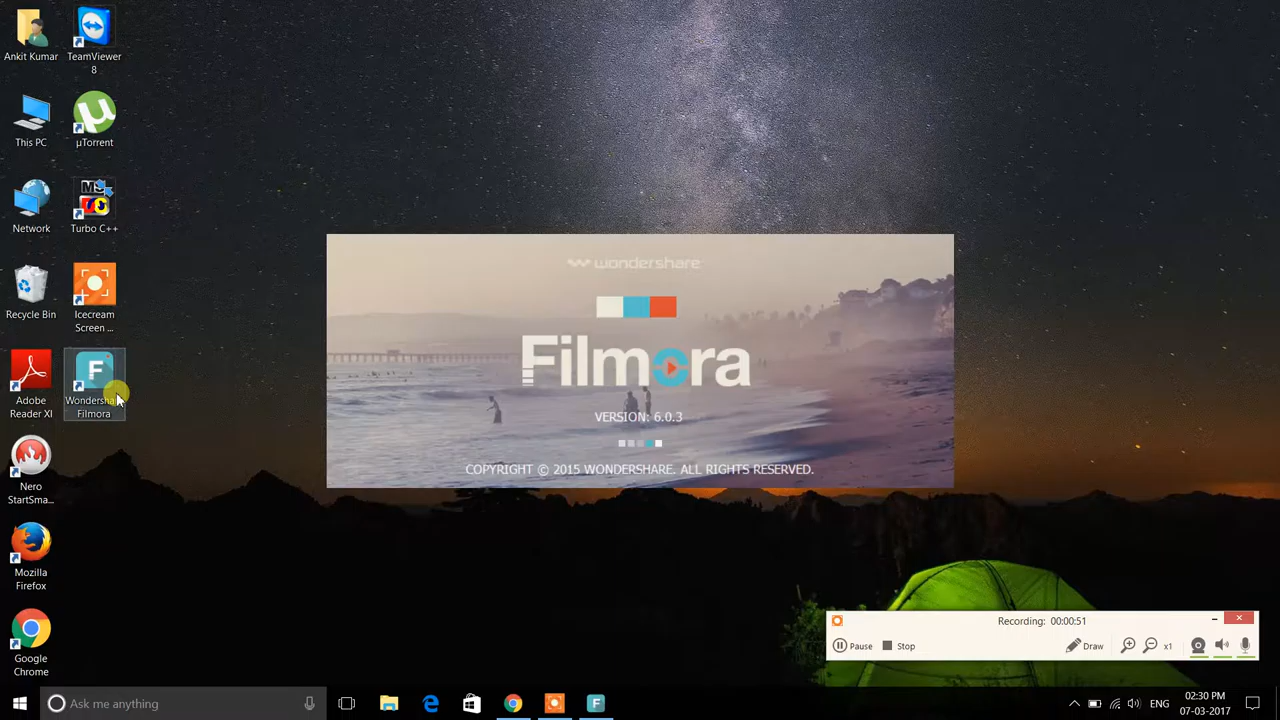 Ankit Kumar
TeamViewer
8
This PC
µTorrent
Network
Turbo C++
Recycle Bin
Icecream
Screen ...
Adobe
Reader XI
Filmora
Nero
StartSma...
Mozilla
Firefox
Google
Chrome
wondershare
Filmora
VERSION: 6.0.3
COPYRIGHT © 2015 WONDERSHARE. ALL RIGHTS RESERVED.
Recording: 00:00:51
Pause
Stop
Draw
x1
Ask me anything
ENG
02:30 PM
07-03-2017